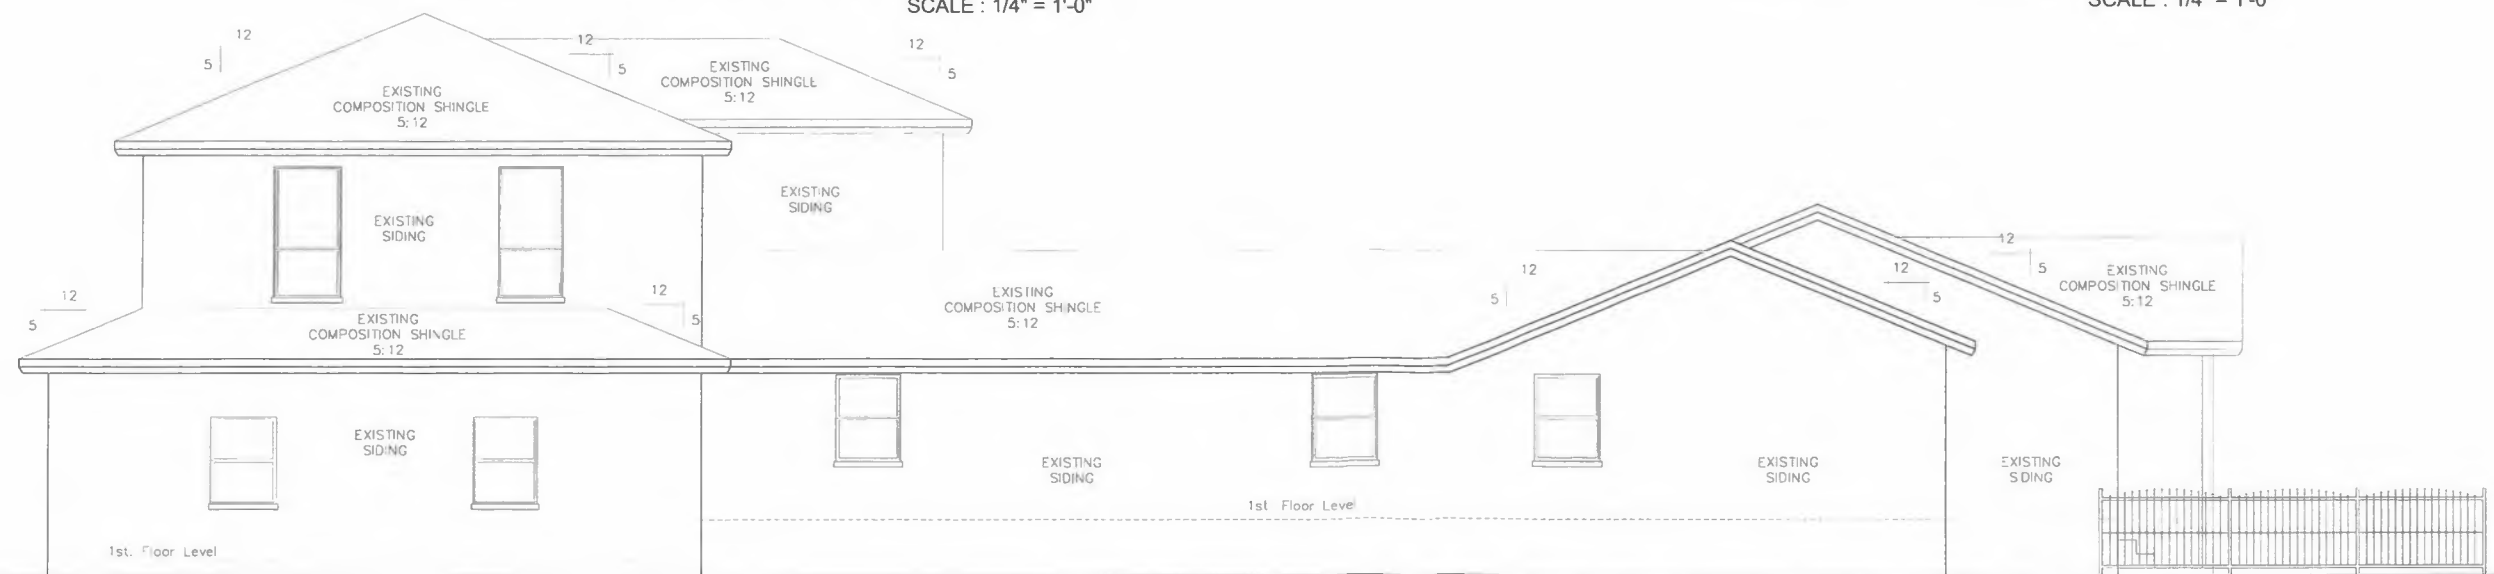 SCALE : 1/4" = 1'-0"
SCALE : 1/4" = 1'-0"
12
5
12
5
12
5
EXISTING
COMPOSITION SHINGLE
5:12
EXISTING
COMPOSITION SHINGLE
5:12
EXISTING
SIDING
EXISTING
SIDING
12
5
12
5
EXISTING
COMPOSITION SHINGLE
5:12
EXISTING
COMPOSITION SHINGLE
5:12
12
5
12
5
12
5
EXISTING
COMPOSITION SHINGLE
5:12
EXISTING
SIDING
EXISTING
SIDING
EXISTING
SIDING
EXISTING
SIDING
1st Floor Level
1st. Floor Level